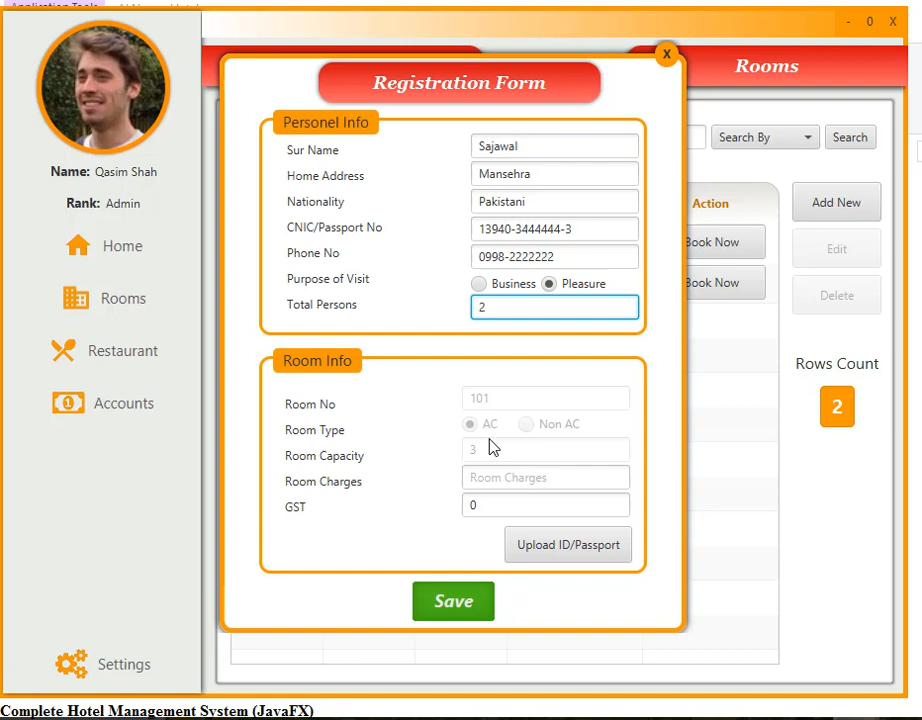 - 0 X
Rooms
Name: Qasim Shah
Rank: Admin
Home
Rooms
Restaurant
Accounts
Settings
Registration Form
X
Personel Info
Sur Name Sajawal
Home Address Mansehra
Nationality Pakistani
CNIC/Passport No 13940-3444444-3
Phone No 0998-2222222
Purpose of Visit Business Pleasure
Total Persons 2
Room Info
Room No 101
Room Type AC Non AC
Room Capacity 3
Room Charges Room Charges
GST 0
Upload ID/Passport
Save
Search By Search
Action
Book Now
Book Now
Add New
Edit
Delete
Rows Count
2
Complete Hotel Management System (JavaFX)